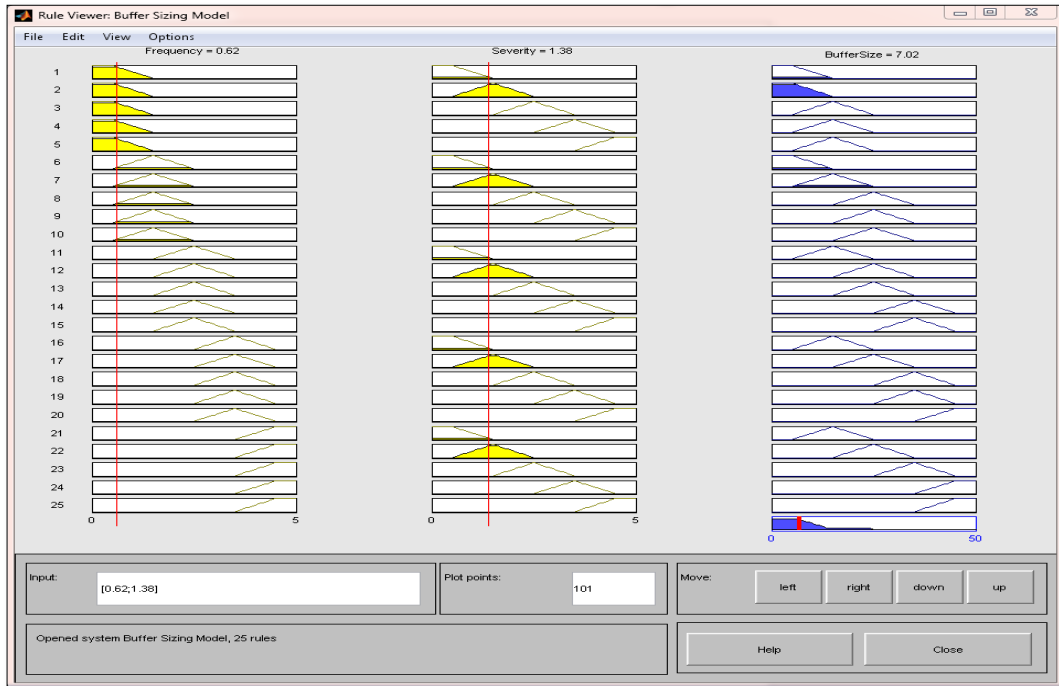 Rule Viewer: Buffer Sizing Model
File Edit View Options
Frequency = 0.62
Severity = 1.38
BufferSize = 7.02
1
2
3
4
5
6
7
8
9
10
11
12
13
14
15
16
17
18
19
20
21
22
23
24
25
0 5
0 5
0 50
Input: [0.62;1.38]
Plot points: 101
Move: left right down up
Opened system Buffer Sizing Model, 25 rules
Help Close